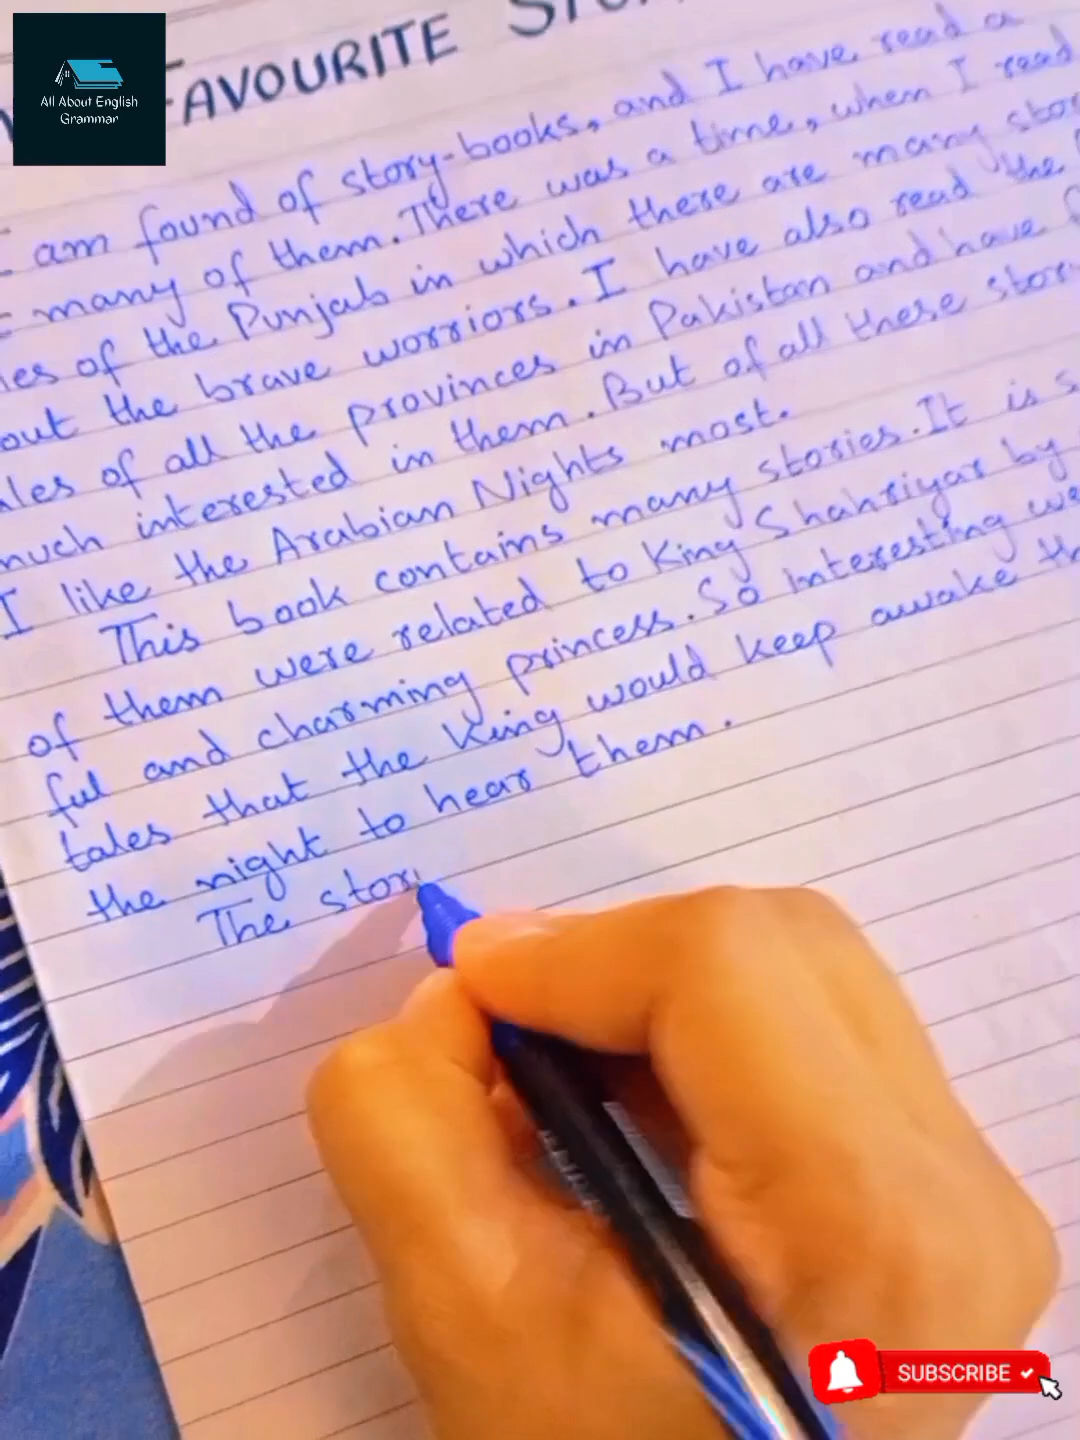 All About English
Grammar
FAVOURITE
am found of story-books, and I have read a
many of them. There was a time, when I read
of the Punjab in which there are many
the brave worriors. I have also read the
of all the provinces in Pakistan and have
much interested in them. But of all these
I like the Arabian Nights most.
This book contains many stories. It is
of them were related to King Shahriyar by
ful and charming princess. So interesting
tales that the King would keep awake
the night to hear them.
The stori
SUBSCRIBE